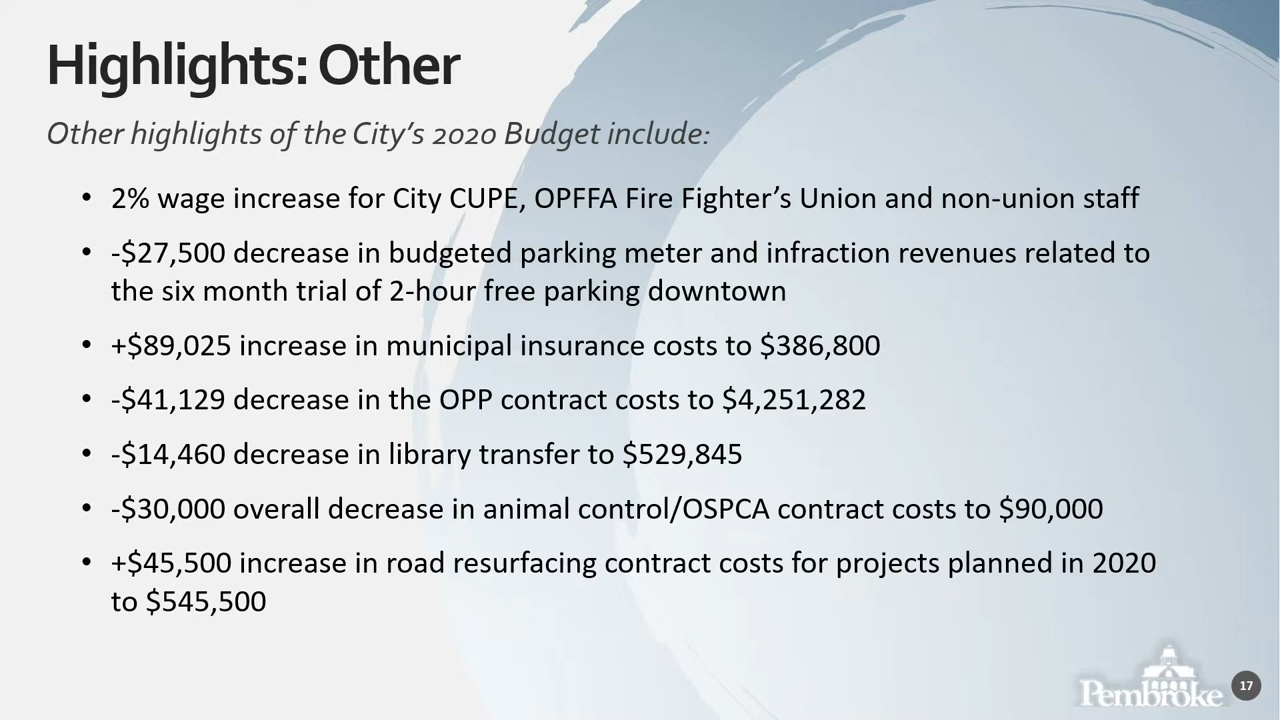 Highlights: Other
Other highlights of the City's 2020 Budget include:
• 2% wage increase for City CUPE, OPFFA Fire Fighter's Union and non-union staff
• -$27,500 decrease in budgeted parking meter and infraction revenues related to
the six month trial of 2-hour free parking downtown
• +$89,025 increase in municipal insurance costs to $386,800
• -$41,129 decrease in the OPP contract costs to $4,251,282
• -$14,460 decrease in library transfer to $529,845
• -$30,000 overall decrease in animal control/OSPCA contract costs to $90,000
• +$45,500 increase in road resurfacing contract costs for projects planned in 2020
to $545,500
Pembroke
17